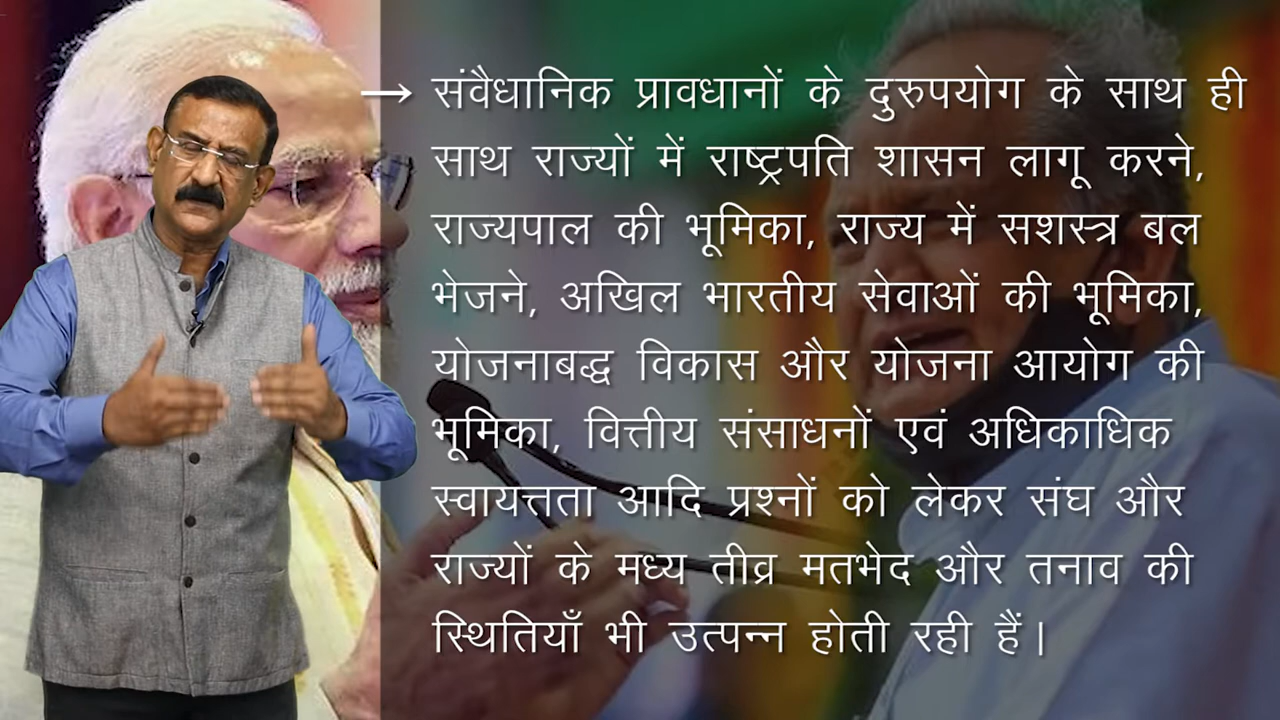 → संवैधानिक प्रावधानों के दुरुपयोग के साथ ही
साथ राज्यों में राष्ट्रपति शासन लागू करने,
राज्यपाल की भूमिका, राज्य में सशस्त्र बल
भेजने, अखिल भारतीय सेवाओं की भूमिका,
योजनाबद्ध विकास और योजना आयोग की
भूमिका, वित्तीय संसाधनों एवं अधिकाधिक
स्वायत्तता आदि प्रश्नों को लेकर संघ और
राज्यों के मध्य तीव्र मतभेद और तनाव की
स्थितियाँ भी उत्पन्न होती रही हैं |